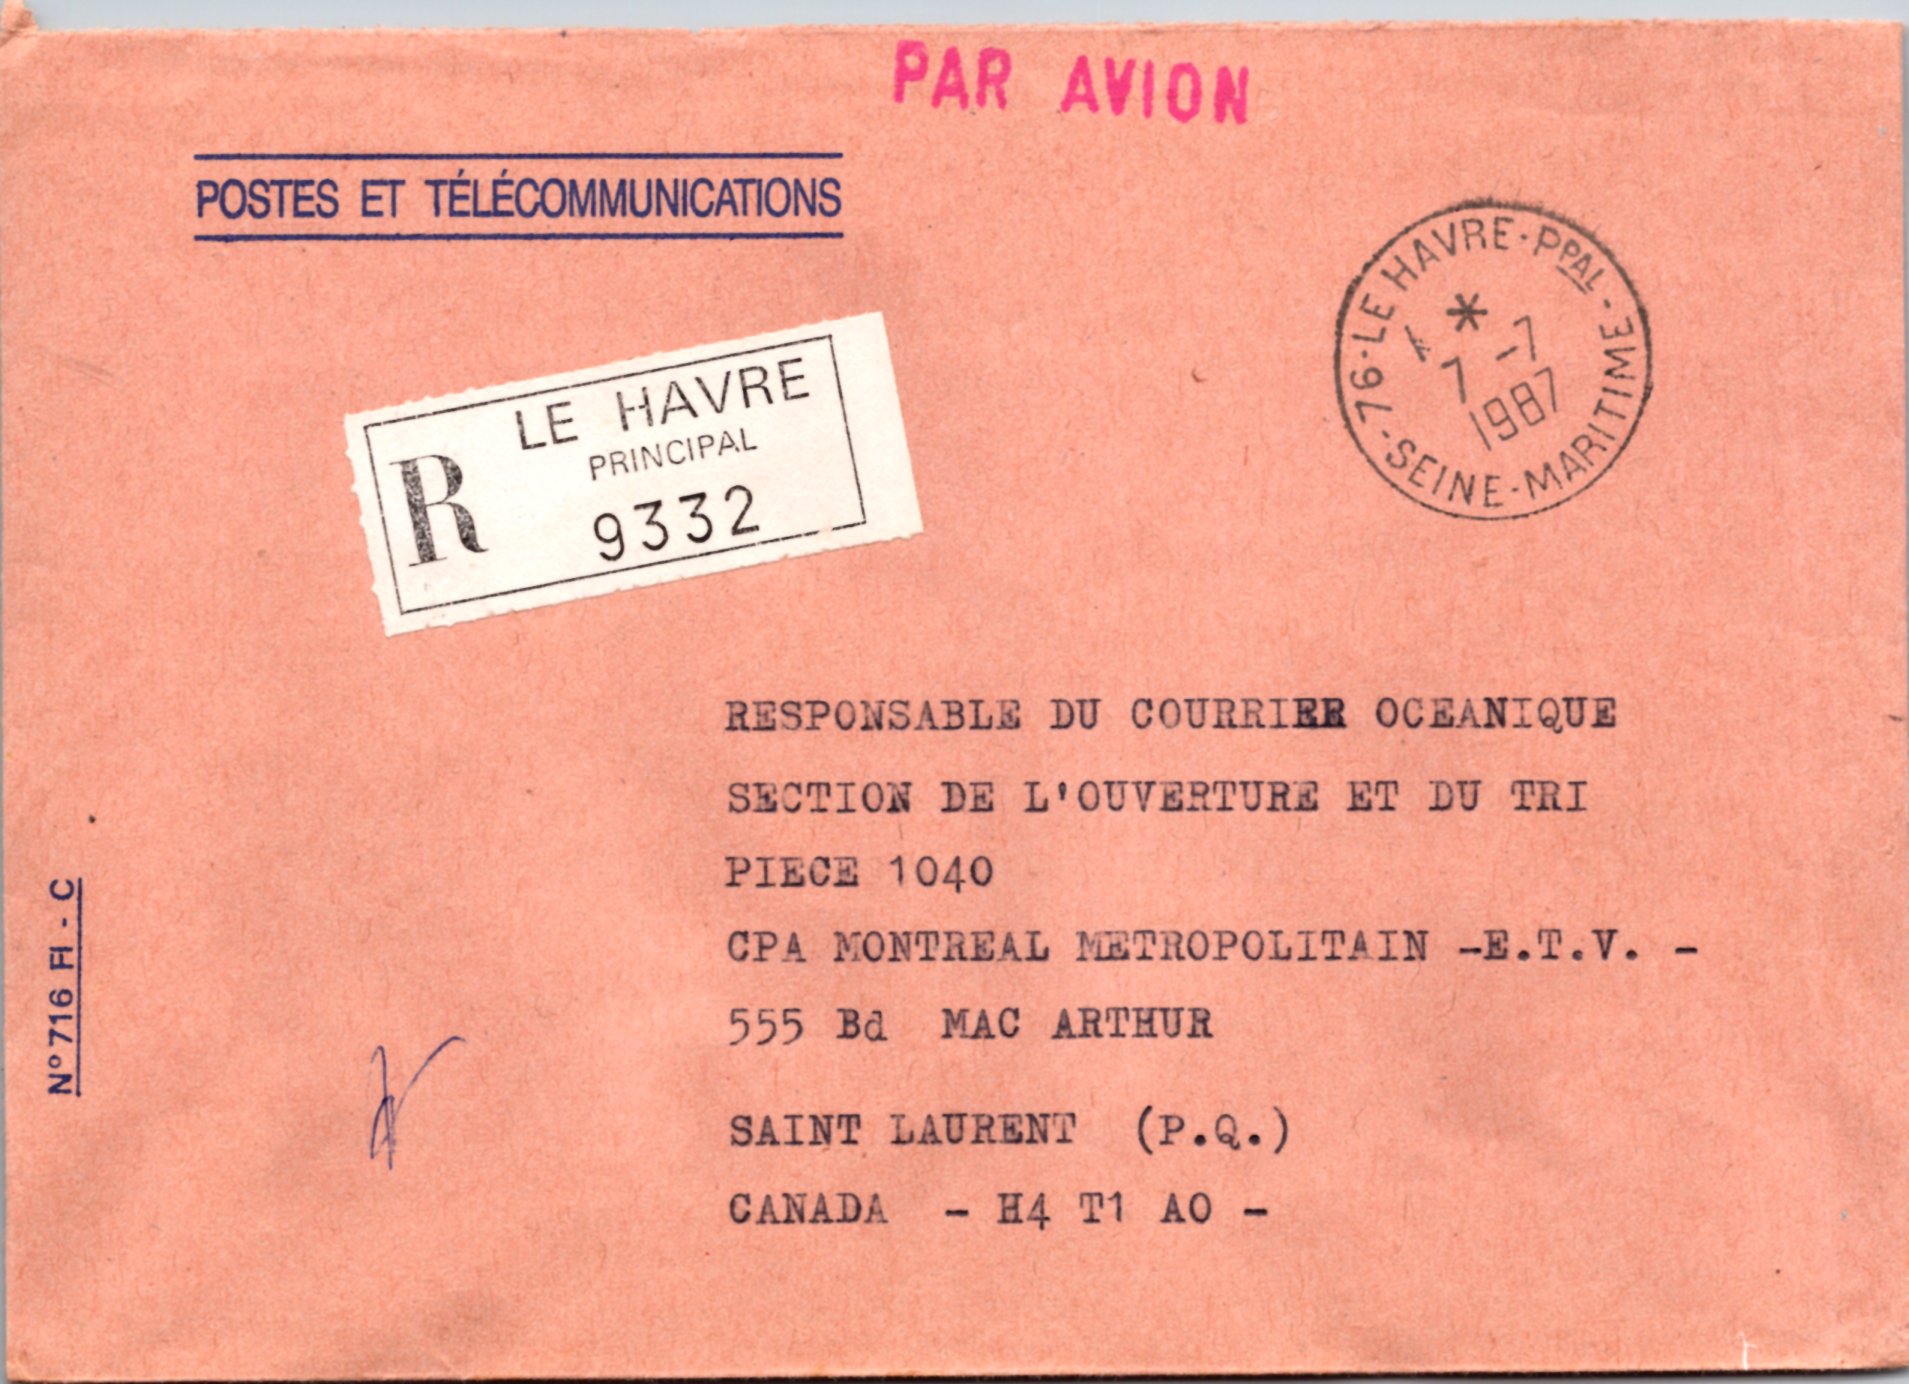 PAR AVION
POSTES ET TÉLÉCOMMUNICATIONS
76-LE HAVRE-PPAL-
-SEINE-MARITIME
*
7 -7
1987
LE HAVRE
PRINCIPAL
R 9332
RESPONSABLE DU COURRIER OCEANIQUE
SECTION DE L'OUVERTURE ET DU TRI
PIECE 1040
CPA MONTREAL METROPOLITAIN -E.T.V. -
555 Bd MAC ARTHUR
SAINT LAURENT (P.Q.)
CANADA - H4 T1 AO -
N° 716 FI - C